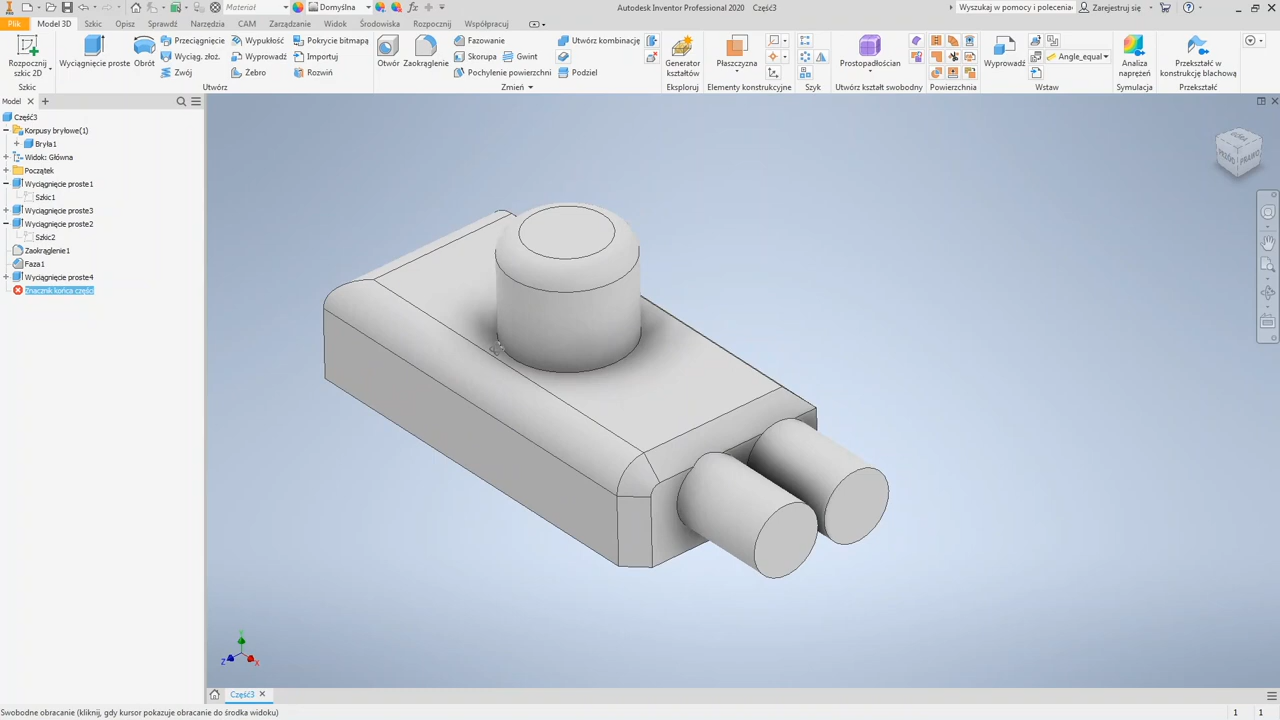 Autodesk Inventor Professional 2020 Część3
Materiał
Domyślna
Wyszukaj w pomocy i polecenia
Zarejestruj się
Plik Model 3D Szkic Opisz Sprawdź Narzędzia CAM Zarządzanie Widok Środowiska Rozpocznij Współpracuj
Rozpocznij szkic 2D
Szkic
Wyciągnięcie proste
Obrót
Przeciągnięcie
Wyciąg. złoż.
Zwój
Wypukłość
Wyprowadź
Żebro
Pokrycie bitmapą
Importuj
Rozwiń
Utwórz
Otwór
Zaokrąglenie
Fazowanie
Skorupa
Gwint
Pochylenie powierzchni
Utwórz kombinację
Podziel
Zmień
Generator kształtów
Eksploruj
Płaszczyzna
Elementy konstrukcyjne
Szyk
Prostopadłościan
Utwórz kształt swobodny
Powierzchnia
Wyprowadź
Angle_equal
Wstaw
Analiza naprężeń
Symulacja
Przekształć w konstrukcję blachową
Przekształć
Model
Część3
Korpusy bryłowe(1)
Bryła1
Widok: Główna
Początek
Wyciągnięcie proste1
Szkic1
Wyciągnięcie proste3
Wyciągnięcie proste2
Szkic2
Zaokrąglenie1
Faza1
Wyciągnięcie proste4
Znacznik końca części
PRAWO
Y
Z
X
Część3
Swobodne obracanie (kliknij, gdy kursor pokazuje obracanie do środka widoku)
1 1